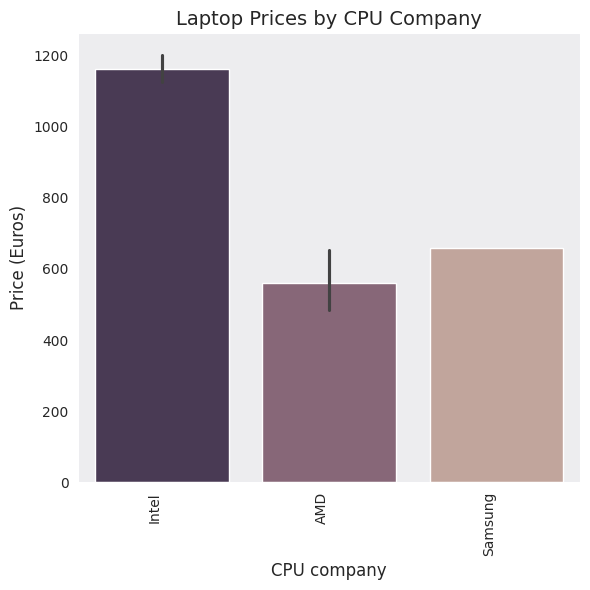 Laptop Prices by CPU Company
Price (Euros)
1200
1000
800
600
400
200
0
Intel
AMD
Samsung
CPU company